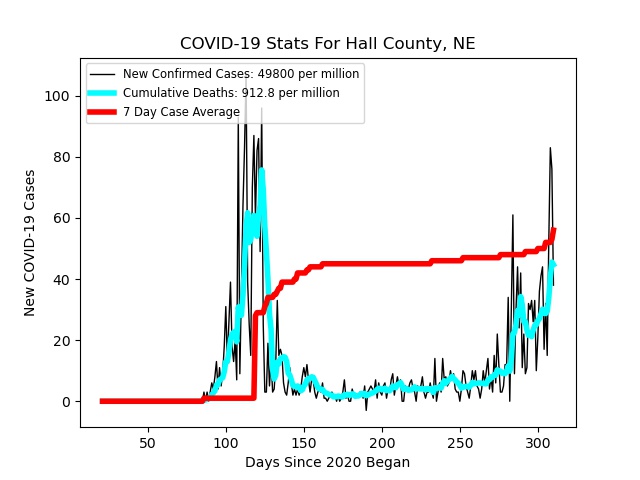 COVID-19 Stats For Hall County, NE
New Confirmed Cases: 49800 per million
Cumulative Deaths: 912.8 per million
7 Day Case Average
New COVID-19 Cases
100
80
60
40
20
0
50 100 150 200 250 300
Days Since 2020 Began